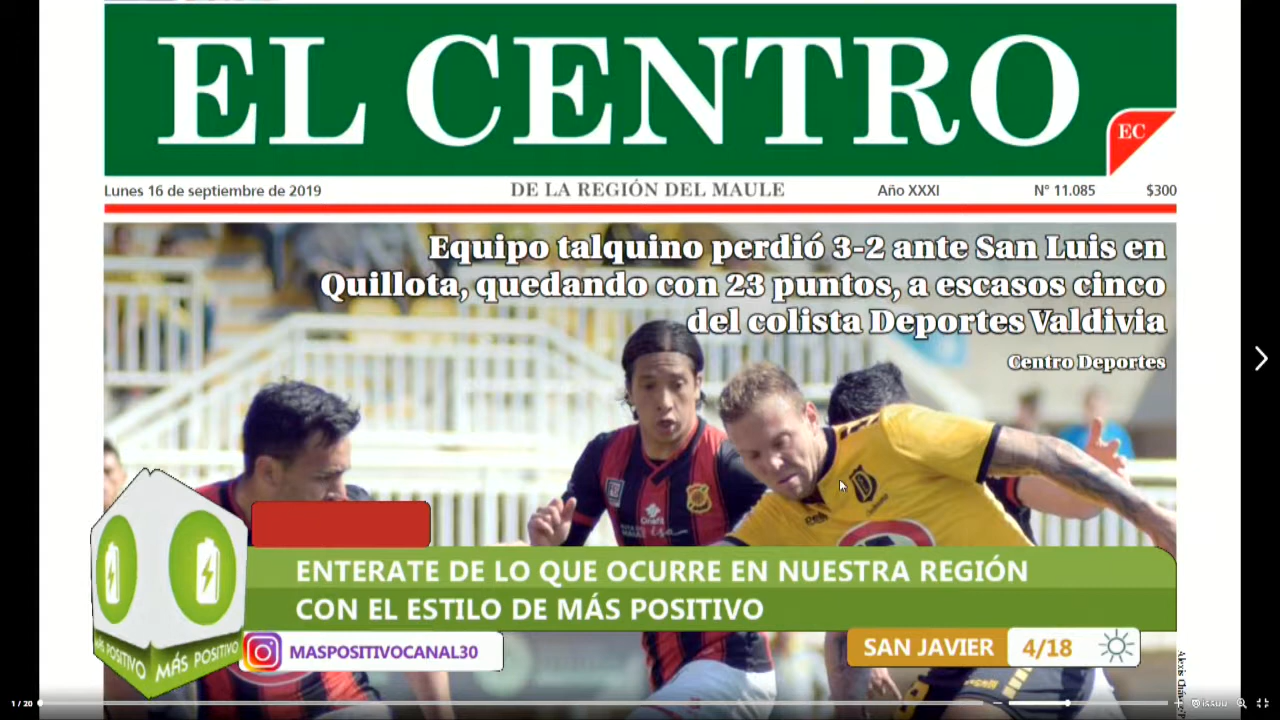 EL CENTRO
EC
Lunes 16 de septiembre de 2019
DE LA REGIÓN DEL MAULE
Año XXXI
N° 11.085
$300
Equipo talquino perdió 3-2 ante San Luis en
Quillota, quedando con 23 puntos, a escasos cinco
del colista Deportes Valdivia
Centro Deportes
ENTERATE DE LO QUE OCURRE EN NUESTRA REGIÓN
CON EL ESTILO DE MÁS POSITIVO
MÁS POSITIVO
MÁS POSITIVO
MASPOSITIVOCANAL30
SAN JAVIER
4/18
1 / 20
issuu